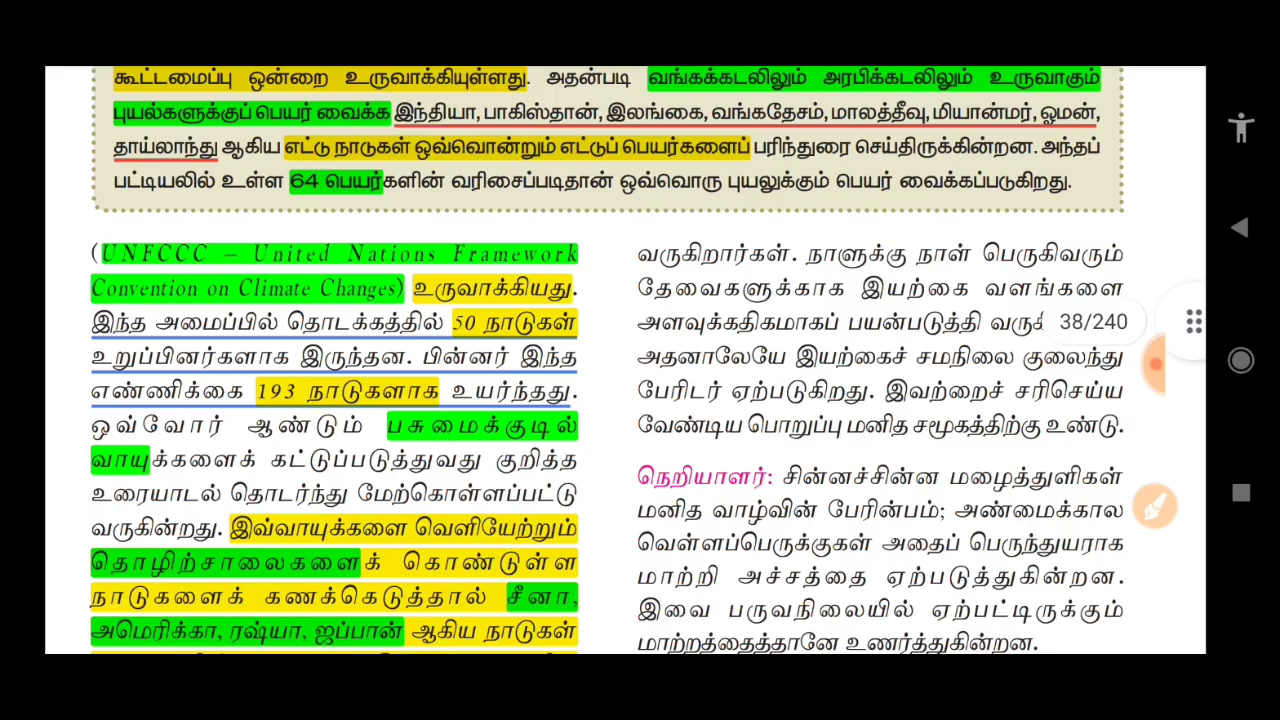 கூட்டமைப்பு ஒன்றை உருவாக்கியுள்ளது. அதன்படி வங்கக்கடலிலும் அரபிக்கடலிலும் உருவாகும்
புயல்களுக்குப் பெயர் வைக்க இந்தியா, பாகிஸ்தான், இலங்கை, வங்கதேசம், மாலத்தீவு, மியான்மர், ஓமன்,
தாய்லாந்து ஆகிய எட்டு நாடுகள் ஒவ்வொன்றும் எட்டுப் பெயர்களைப் பரிந்துரை செய்திருக்கின்றன. அந்தப்
பட்டியலில் உள்ள 64 பெயர்களின் வரிசைப்படிதான் ஒவ்வொரு புயலுக்கும் பெயர் வைக்கப்படுகிறது.
(UNFCCC – United Nations Framework
Convention on Climate Changes) உருவாக்கியது.
இந்த அமைப்பில் தொடக்கத்தில் 50 நாடுகள்
உறுப்பினர்களாக இருந்தன. பின்னர் இந்த
எண்ணிக்கை 193 நாடுகளாக உயர்ந்தது.
ஒவ்வோர் ஆண்டும் பசுமைக்குடில்
வாயுக்களைக் கட்டுப்படுத்துவது குறித்த
உரையாடல் தொடர்ந்து மேற்கொள்ளப்பட்டு
வருகின்றது. இவ்வாயுக்களை வெளியேற்றும்
தொழிற்சாலைகளைக் கொண்டுள்ள
நாடுகளைக் கணக்கெடுத்தால் சீனா,
அமெரிக்கா, ரஷ்யா, ஜப்பான் ஆகிய நாடுகள்
வருகிறார்கள். நாளுக்கு நாள் பெருகிவரும்
தேவைகளுக்காக இயற்கை வளங்களை
அளவுக்கதிகமாகப் பயன்படுத்தி 38/240
அதனாலேயே இயற்கைச் சமநிலை குலைந்து
பேரிடர் ஏற்படுகிறது. இவற்றைச் சரிசெய்ய
வேண்டிய பொறுப்பு மனித சமூகத்திற்கு உண்டு.
நெறியாளர்: சின்னச்சின்ன மழைத்துளிகள்
மனித வாழ்வின் பேரின்பம்; அண்மைக்கால
வெள்ளப்பெருக்குகள் அதைப் பெருந்துயராக
மாற்றி அச்சத்தை ஏற்படுத்துகின்றன.
இவை பருவநிலையில் ஏற்பட்டிருக்கும்
மாற்றத்தைத்தானே உணர்த்துகின்றன.